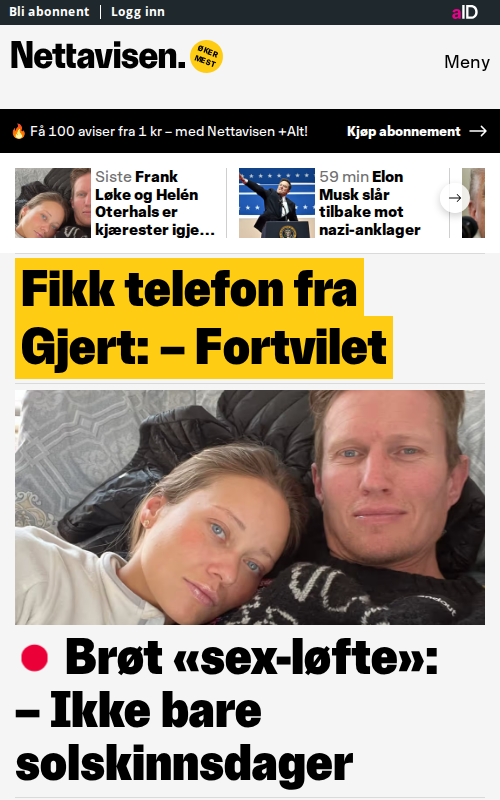 Bli abonnent | Logg inn
aID
Nettavisen.
ØKER
MEST
Meny
🔥 Få 100 aviser fra 1 kr – med Nettavisen +Alt!
Kjøp abonnement →
Siste Frank
Løke og Helén
Oterhals er
kjærester igje...
59 min Elon
Musk slår
tilbake mot
nazi-anklager
Fikk telefon fra
Gjert: – Fortvilet
Brøt «sex-løfte»:
– Ikke bare
solskinnsdager